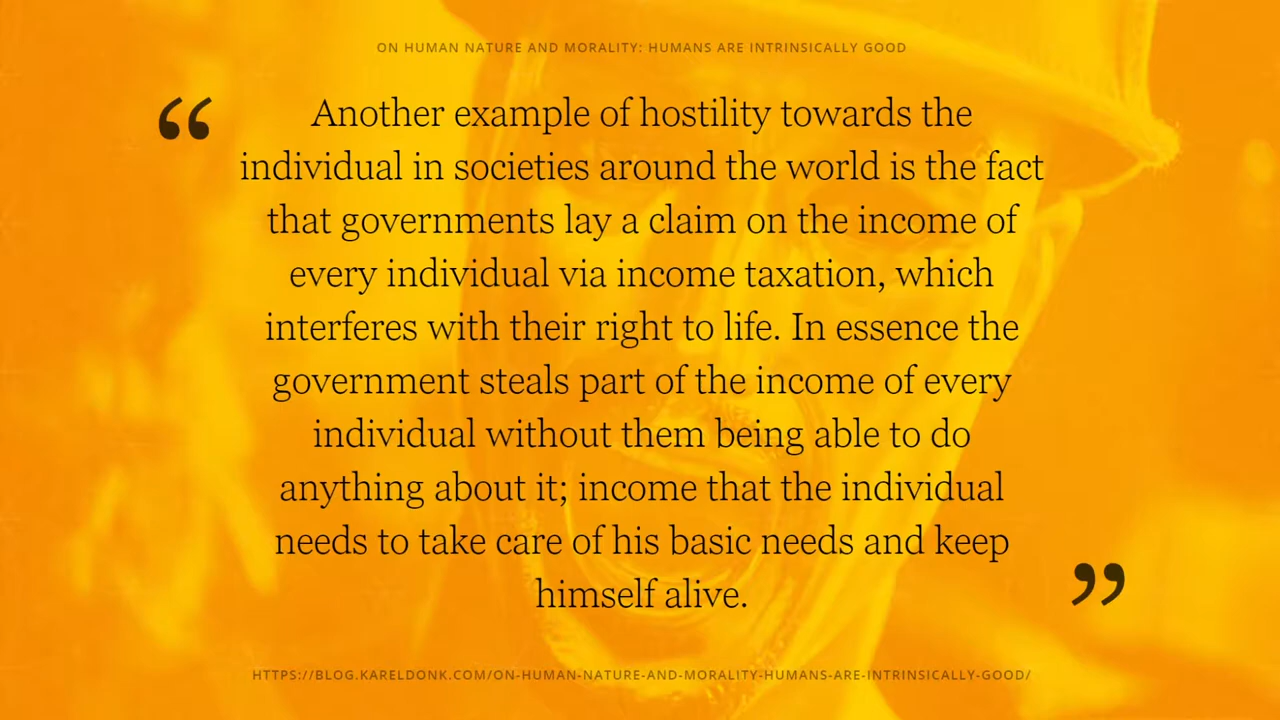 ON HUMAN NATURE AND MORALITY: HUMANS ARE INTRINSICALLY GOOD
“ Another example of hostility towards the
individual in societies around the world is the fact
that governments lay a claim on the income of
every individual via income taxation, which
interferes with their right to life. In essence the
government steals part of the income of every
individual without them being able to do
anything about it; income that the individual
needs to take care of his basic needs and keep
himself alive. ”
HTTPS://BLOG.KARELDONK.COM/ON-HUMAN-NATURE-AND-MORALITY-HUMANS-ARE-INTRINSICALLY-GOOD/